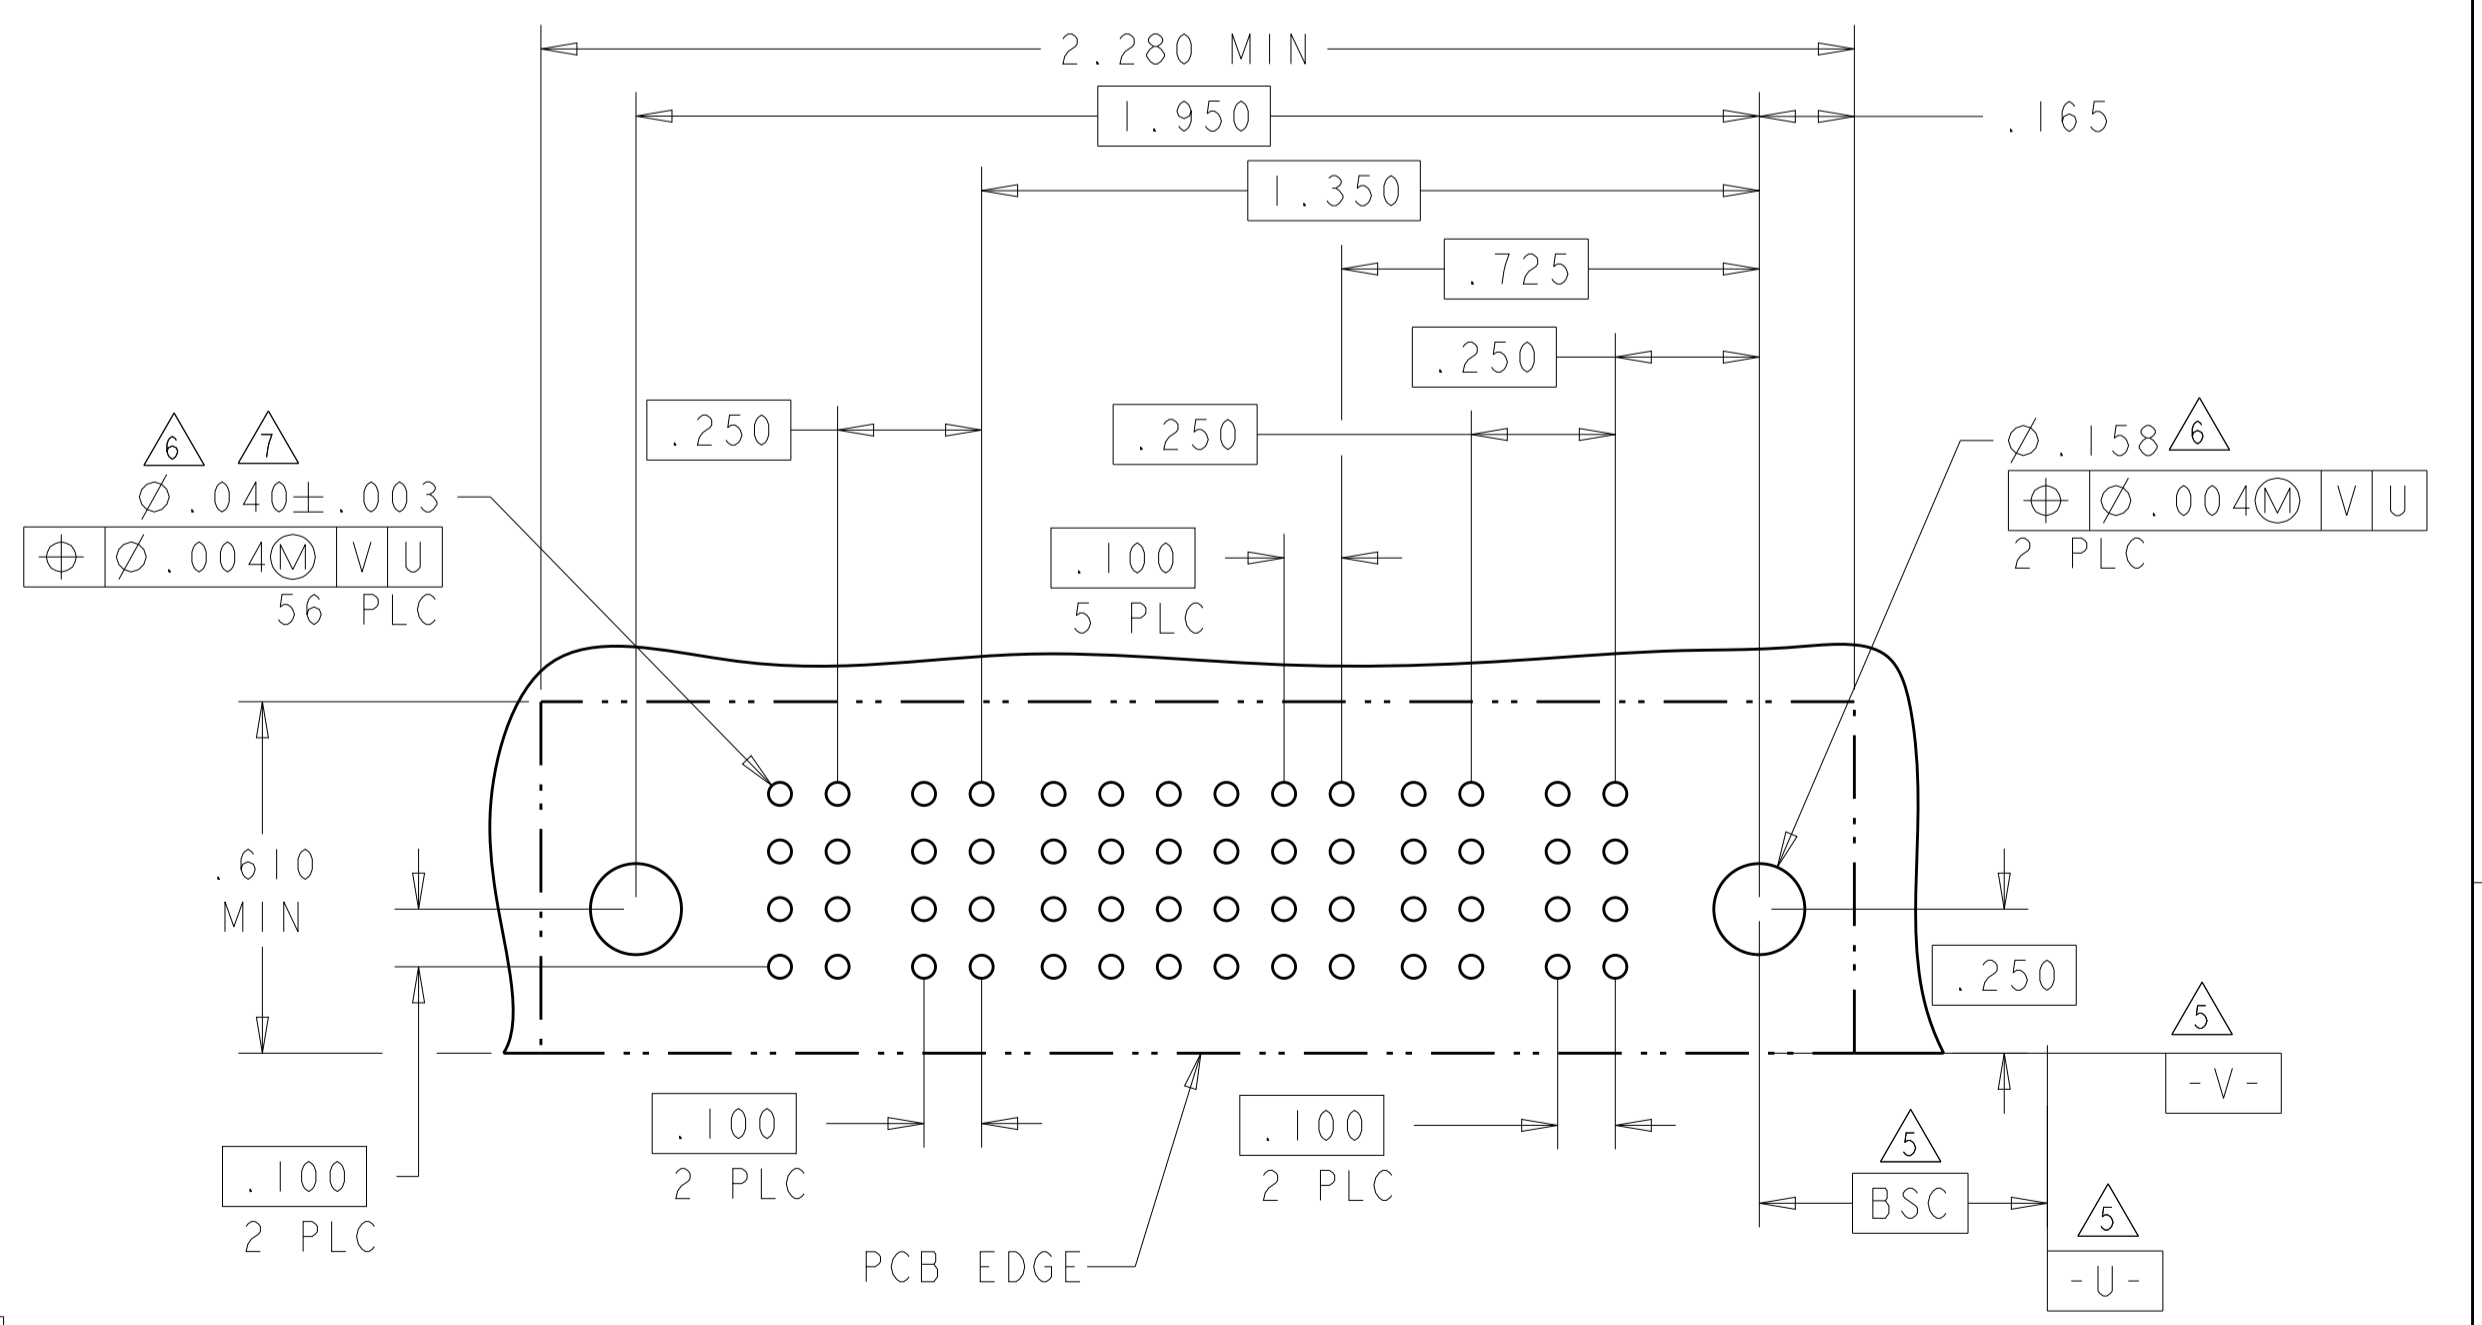 2.280 MIN
1.950
.165
1.350
.725
.250
.250
.250
6 7
Ø.040±.003
⌖ Ø.004Ⓜ V U
56 PLC
Ø.158 6
⌖ Ø.004Ⓜ V U
2 PLC
.100
5 PLC
.610
MIN
.250
5
-V-
.100
2 PLC
.100
2 PLC
.100
2 PLC
5
BSC
5
-U-
PCB EDGE